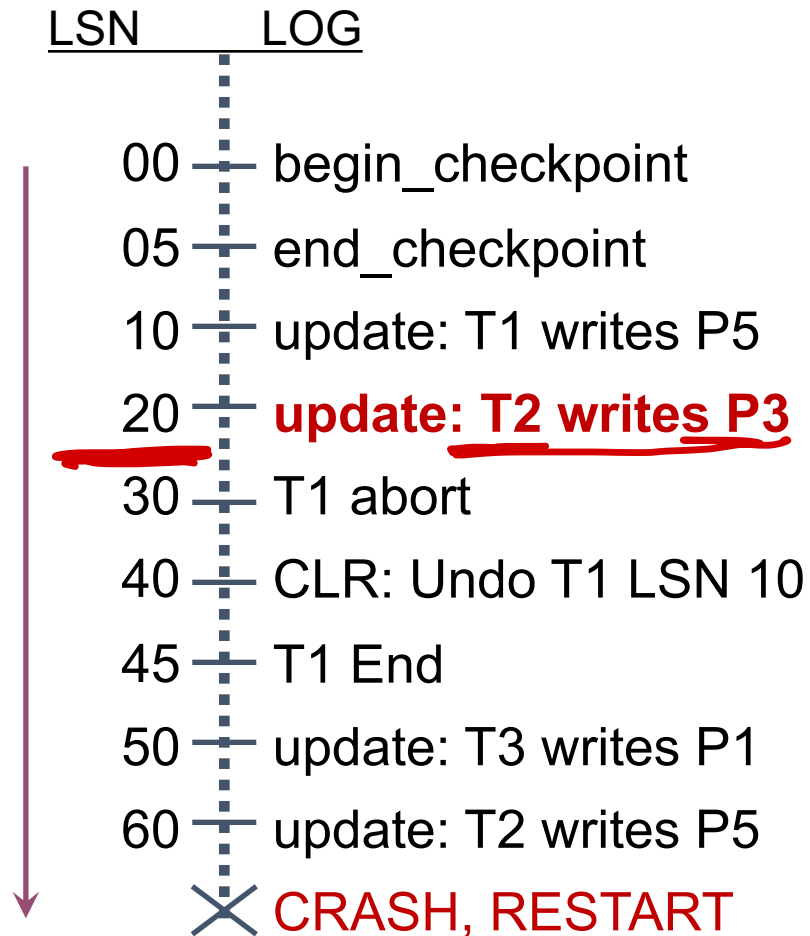 LSN LOG
00 begin_checkpoint
05 end_checkpoint
10 update: T1 writes P5
20 update: T2 writes P3
30 T1 abort
40 CLR: Undo T1 LSN 10
45 T1 End
50 update: T3 writes P1
60 update: T2 writes P5
CRASH, RESTART